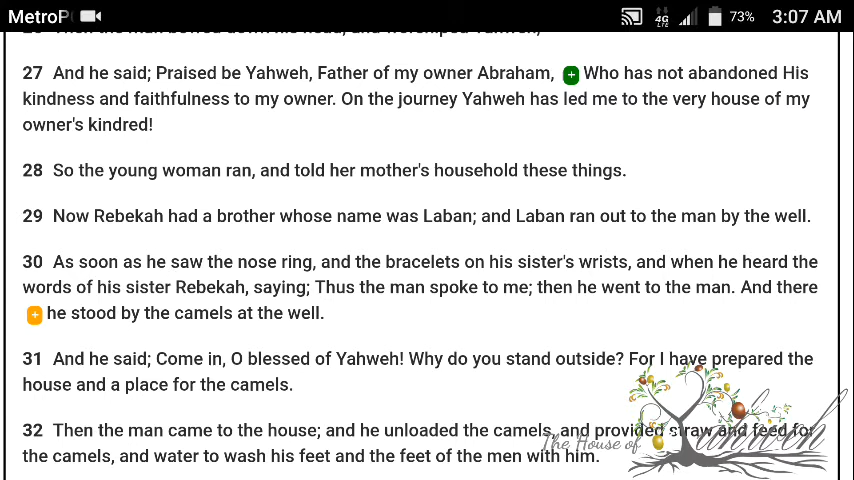 MetroP
4G
LTE
73%
3:07 AM
27 And he said; Praised be Yahweh, Father of my owner Abraham, + Who has not abandoned His
kindness and faithfulness to my owner. On the journey Yahweh has led me to the very house of my
owner's kindred!
28 So the young woman ran, and told her mother's household these things.
29 Now Rebekah had a brother whose name was Laban; and Laban ran out to the man by the well.
30 As soon as he saw the nose ring, and the bracelets on his sister's wrists, and when he heard the
words of his sister Rebekah, saying; Thus the man spoke to me; then he went to the man. And there
+ he stood by the camels at the well.
31 And he said; Come in, O blessed of Yahweh! Why do you stand outside? For I have prepared the
house and a place for the camels.
32 Then the man came to the house; and he unloaded the camels, and provided straw and feed for
the camels, and water to wash his feet and the feet of the men with him.
The House of Yahweh